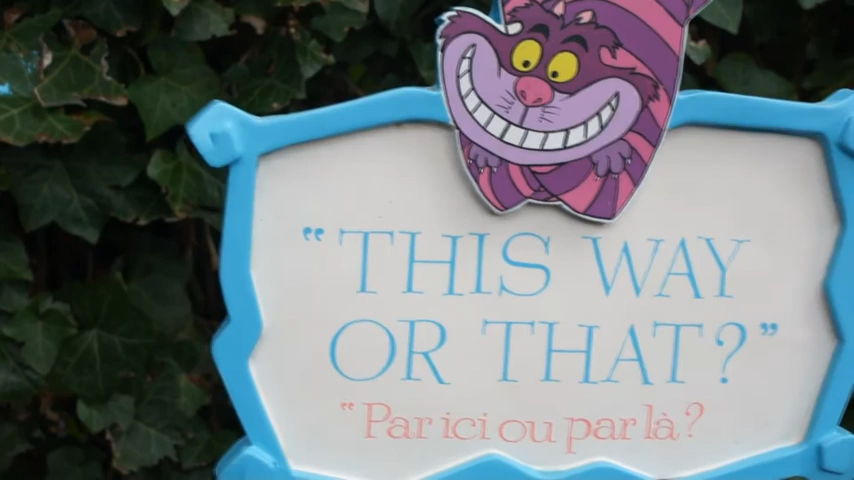 “THIS WAY
OR THAT?”
“Par ici ou par là?